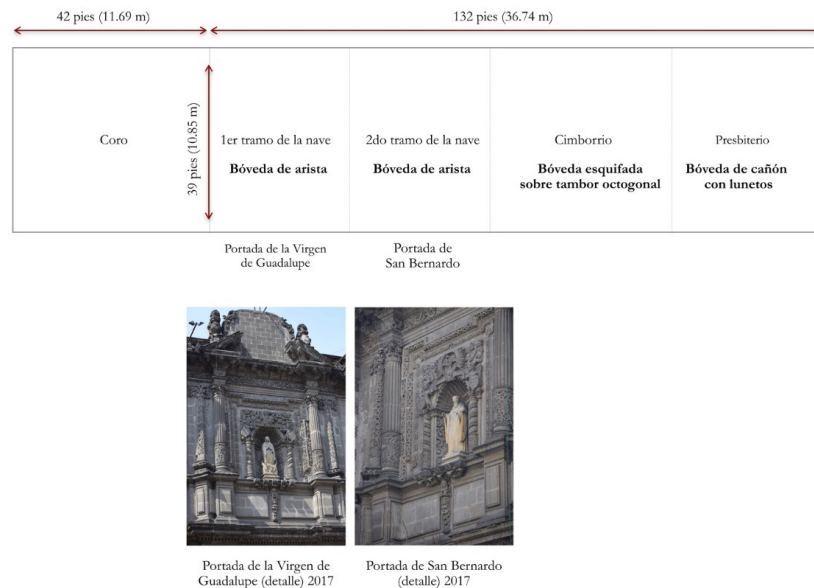 42 pies (11.69 m)
132 pies (36.74 m)
39 pies (10.85 m)
Coro
1er tramo de la nave
Bóveda de arista
2do tramo de la nave
Bóveda de arista
Cimborrio
Bóveda esquifada
sobre tambor octogonal
Presbiterio
Bóveda de cañón
con lunetos
Portada de la Virgen
de Guadalupe
Portada de
San Bernardo
Portada de la Virgen de
Guadalupe (detalle) 2017
Portada de San Bernardo
(detalle) 2017